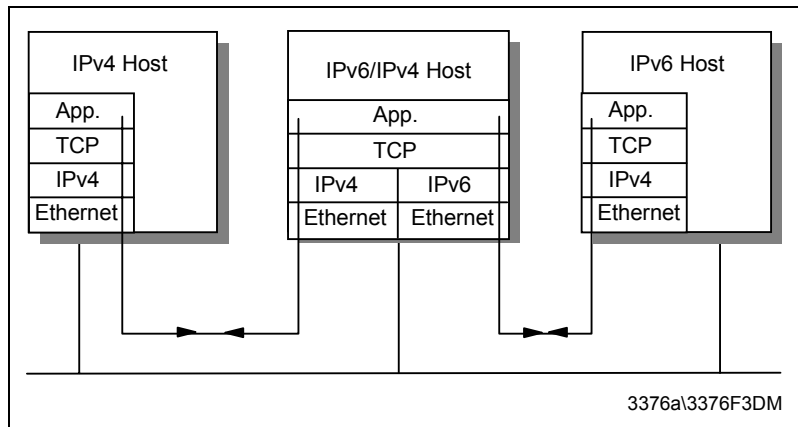 IPv4 Host
App.
TCP
IPv4
Ethernet
IPv6/IPv4 Host
App.
TCP
IPv4 IPv6
Ethernet Ethernet
IPv6 Host
App.
TCP
IPv4
Ethernet
3376a\3376F3DM